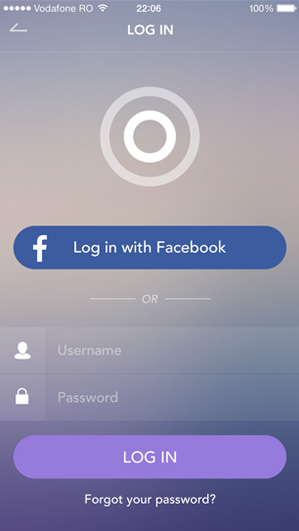 Vodafone RO 22:06 100%
LOG IN
f Log in with Facebook
OR
Username
Password
LOG IN
Forgot your password?